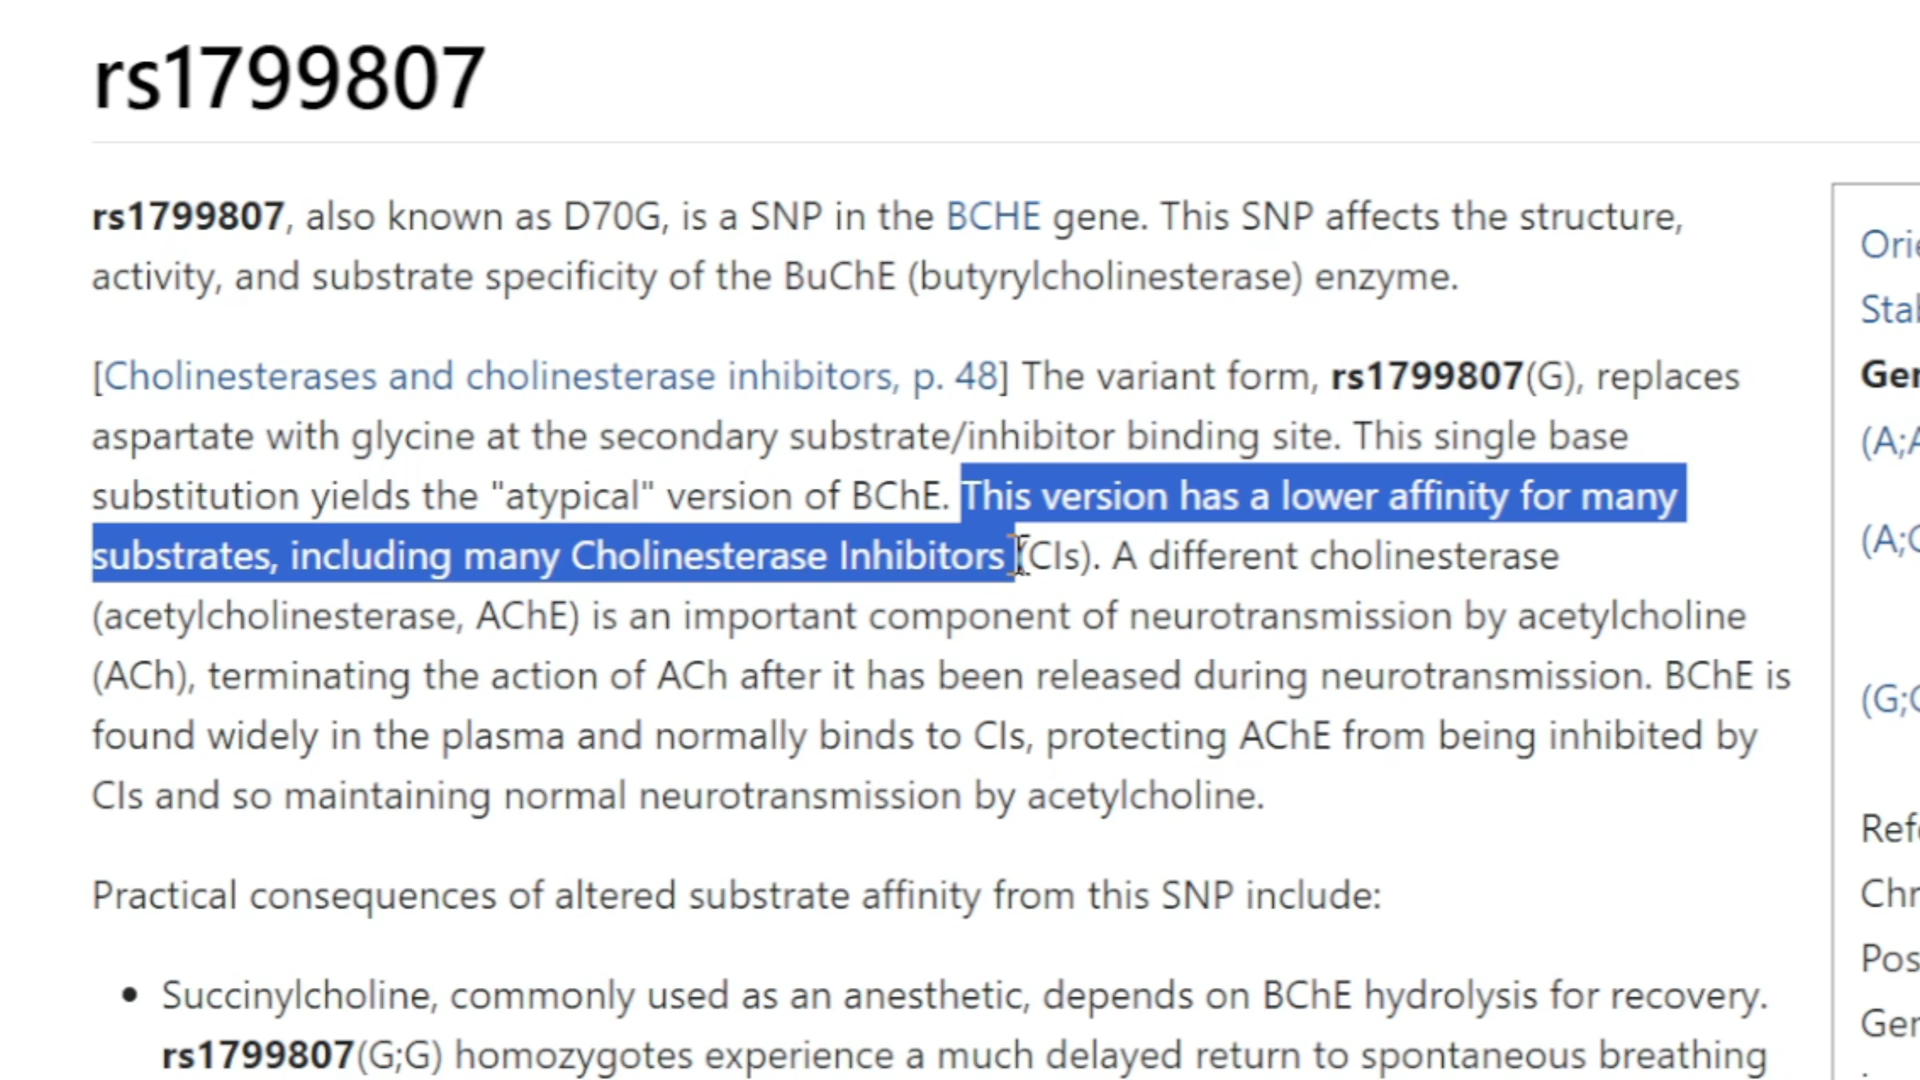 rs1799807
rs1799807, also known as D70G, is a SNP in the BCHE gene. This SNP affects the structure,
activity, and substrate specificity of the BuChE (butyrylcholinesterase) enzyme.
[Cholinesterases and cholinesterase inhibitors, p. 48] The variant form, rs1799807(G), replaces
aspartate with glycine at the secondary substrate/inhibitor binding site. This single base
substitution yields the "atypical" version of BChE. This version has a lower affinity for many
substrates, including many Cholinesterase Inhibitors (CIs). A different cholinesterase
(acetylcholinesterase, AChE) is an important component of neurotransmission by acetylcholine
(ACh), terminating the action of ACh after it has been released during neurotransmission. BChE is
found widely in the plasma and normally binds to CIs, protecting AChE from being inhibited by
CIs and so maintaining normal neurotransmission by acetylcholine.
Practical consequences of altered substrate affinity from this SNP include:
• Succinylcholine, commonly used as an anesthetic, depends on BChE hydrolysis for recovery.
rs1799807(G;G) homozygotes experience a much delayed return to spontaneous breathing